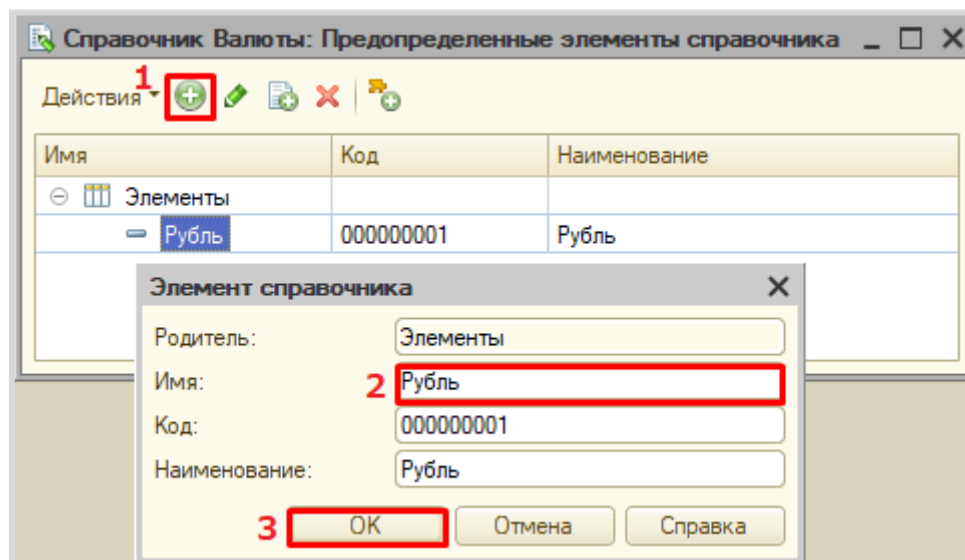 Справочник Валюты: Предопределенные элементы справочника
1
Действия
Имя Код Наименование
Элементы
Рубль 000000001 Рубль
Элемент справочника
Родитель: Элементы
Имя: 2 Рубль
Код: 000000001
Наименование: Рубль
3 OK Отмена Справка